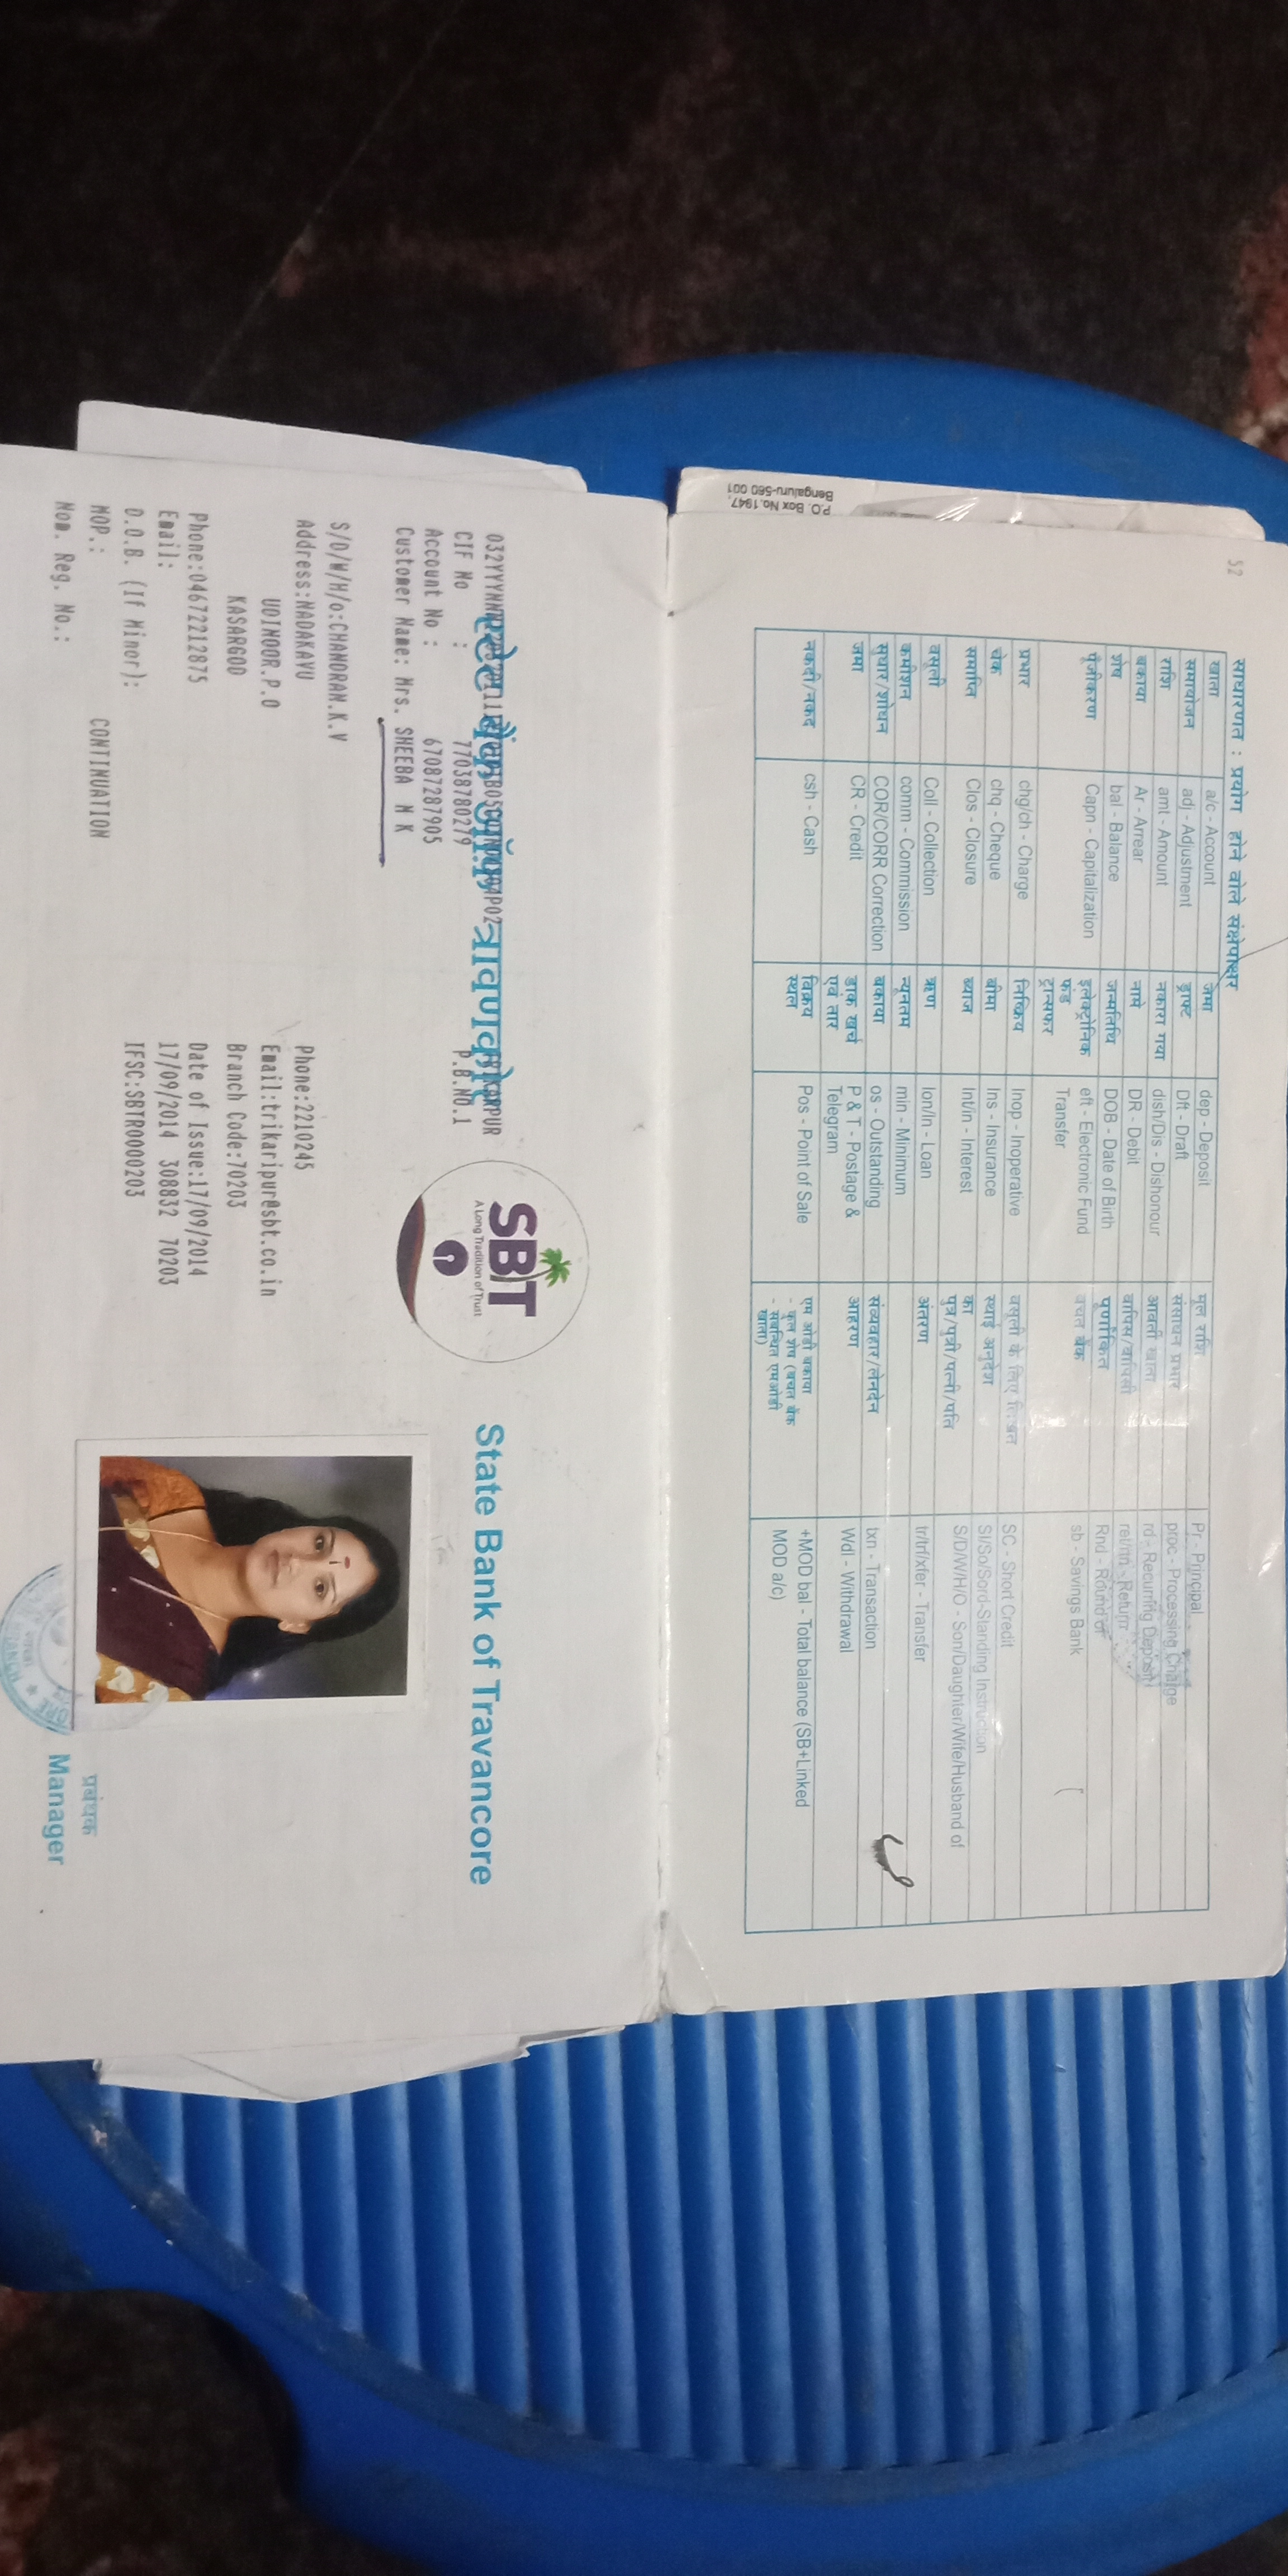 52
साधारणत : प्रयोग होने वोले संक्षेपाक्षर
खाता a/c - Account जमा dep - Deposit मूल राशि Pr - Principal
समायोजन adj - Adjustment ड्राफ्ट Dft - Draft संसाधन प्रभार proc - Processing Charge
राशि amt - Amount नकारा गया dish/Dis - Dishonour आवर्ती खाता rd - Recurring Deposit
बकाया Ar - Arrear नामे DR - Debit वापिस/वापिसी ret/rtn - Return
शेष bal - Balance जन्मतिथि DOB - Date of Birth पूर्णांकित Rnd - Round of
पूँजीकरण Capn - Capitalization इलेक्ट्रोनिक फंड ट्रान्सफर eft - Electronic Fund Transfer बचत बैंक sb - Savings Bank
प्रभार chg/ch - Charge निष्क्रिय Inop - Inoperative वसूली के लिए SC - Short Credit
चेक chq - Cheque बीमा Ins - Insurance स्थाई अनुदेश SI/So/Sord-Standing Instruction
समाप्ति Clos - Closure ब्याज Int/in - Interest का पुत्र/पुत्री/पत्नी/पति S/D/W/H/O - Son/Daughter/Wife/Husband of
वसूली Coll - Collection ऋण lon/ln - Loan अंतरण tr/trf/xfer - Transfer
कमीशन comm - Commission न्यूनतम min - Minimum
सुधार/शोधन COR/CORR Correction बकाया os - Outstanding संव्यवहार/लेनदेन txn - Transaction
जमा CR - Credit डाक खर्च एवं तार P & T - Postage & Telegram आहरण Wdl - Withdrawal
नकदी/नकद csh - Cash विक्रय स्थल Pos - Point of Sale एम ओडी बकाया - कुल शेष (बचत बैंक - संबन्धित एमओडी खाता) +MOD bal - Total balance (SB+Linked MOD a/c)
P.O. Box No.1947,
Bengaluru-560 001
स्टेट बैंक ऑफ त्रावणकोर
SBT
A Long Tradition of Trust
State Bank of Travancore
CIF No : 77038780279 P.B.NO.1
Account No : 67087287905
Customer Name: Mrs. SHEEBA M K
S/D/W/H/o:CHANDRAN.K.V
Address:NADAKAVU Phone:2210245
UDINOOR.P.O Email:trikaripur@sbt.co.in
KASARGOD Branch Code:70203
Phone:04672212875 Date of Issue:17/09/2014
Email: 17/09/2014 308832 70203
D.O.B. (If Minor): IFSC:SBTR0000203
MOP.: CONTINUATION
Nom. Reg. No.:
प्रबंधक
Manager